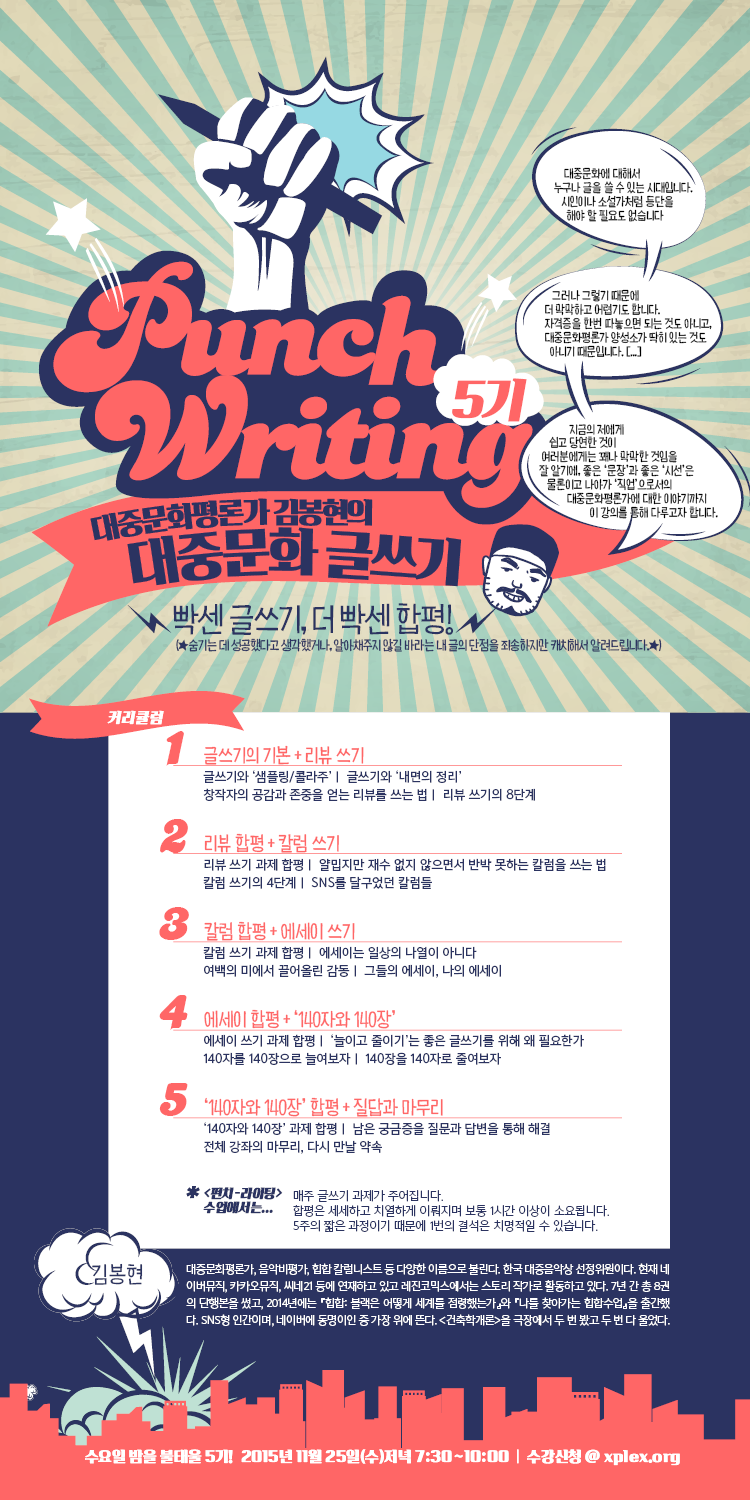 대중문화에 대해서
누구나 글을 쓸 수 있는 시대입니다.
시인이나 소설가처럼 등단을
해야 할 필요도 없습니다
그러나 그렇기 때문에
더 막막하고 어렵기도 합니다.
자격증을 한번 따놓으면 되는 것도 아니고,
대중문화평론가 양성소가 딱히 있는 것도
아니기 때문입니다. [...]
지금의 저에게
쉽고 당연한 것이
여러분에게는 꽤나 막막한 것임을
잘 알기에, 좋은 '문장'과 좋은 '시선'은
물론이고 나아가 '직업'으로서의
대중문화평론가에 대한 이야기까지
이 강의를 통해 다루고자 합니다.
Punch
Writing
5기
대중문화평론가 김봉현의
대중문화 글쓰기
빡센 글쓰기, 더 빡센 합평!
(★숨기는 데 성공했다고 생각했거나, 알아채주지 않길 바라는 내 글의 단점을 죄송하지만 캐치해서 알려드립니다.★)
커리큘럼
1 글쓰기의 기본 + 리뷰 쓰기
글쓰기와 '샘플링/콜라주' | 글쓰기와 '내면의 정리'
창작자의 공감과 존중을 얻는 리뷰를 쓰는 법 | 리뷰 쓰기의 8단계
2 리뷰 합평 + 칼럼 쓰기
리뷰 쓰기 과제 합평 | 얄밉지만 재수 없지 않으면서 반박 못하는 칼럼을 쓰는 법
칼럼 쓰기의 4단계 | SNS를 달구었던 칼럼들
3 칼럼 합평 + 에세이 쓰기
칼럼 쓰기 과제 합평 | 에세이는 일상의 나열이 아니다
여백의 미에서 끌어올린 감동 | 그들의 에세이, 나의 에세이
4 에세이 합평 + '140자와 140장'
에세이 쓰기 과제 합평 | '늘이고 줄이기'는 좋은 글쓰기를 위해 왜 필요한가
140자를 140장으로 늘여보자 | 140장을 140자로 줄여보자
5 '140자와 140장' 합평 + 질답과 마무리
'140자와 140장' 과제 합평 | 남은 궁금증을 질문과 답변을 통해 해결
전체 강좌의 마무리, 다시 만날 약속
* <펀치-라이팅>
수업에서는...
매주 글쓰기 과제가 주어집니다.
합평은 세세하고 치열하게 이뤄지며 보통 1시간 이상이 소요됩니다.
5주의 짧은 과정이기 때문에 1번의 결석은 치명적일 수 있습니다.
김봉현
대중문화평론가, 음악비평가, 힙합 칼럼니스트 등 다양한 이름으로 불린다. 한국 대중음악상 선정위원이다. 현재 네
이버뮤직, 카카오뮤직, 씨네21 등에 연재하고 있고 레진코믹스에서는 스토리 작가로 활동하고 있다. 7년 간 총 8권
의 단행본을 썼고, 2014년에는 『힙합: 블랙은 어떻게 세계를 점령했는가』와 『나를 찾아가는 힙합수업』을 출간했
다. SNS형 인간이며, 네이버에 동명이인 중 가장 위에 뜬다. <건축학개론>을 극장에서 두 번 봤고 두 번 다 울었다.
수요일 밤을 불태울 5기! 2015년 11월 25일(수)저녁 7:30~10:00 | 수강신청 @ xplex.org